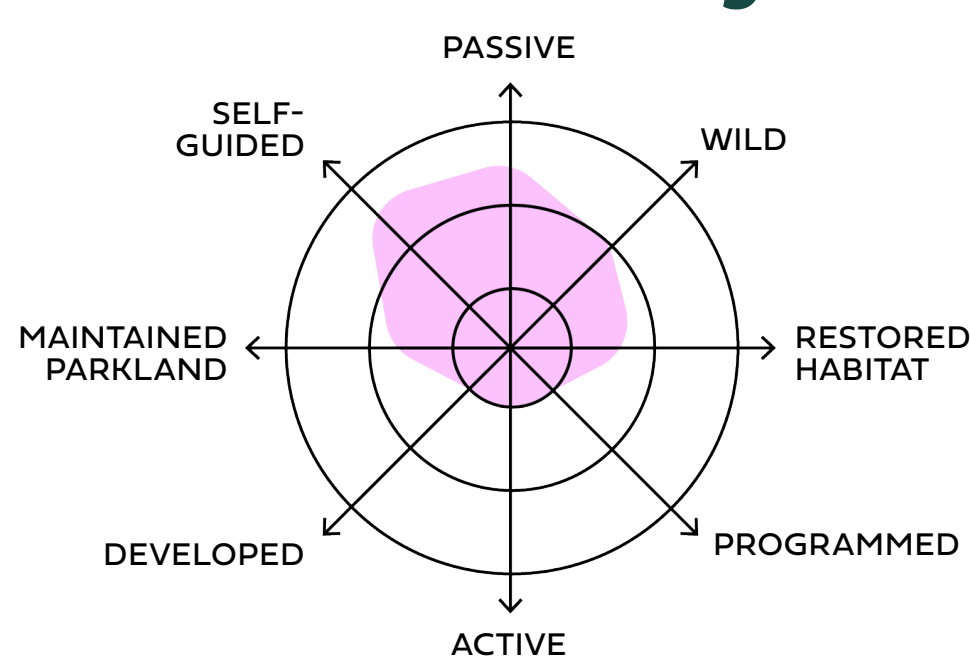 PASSIVE
SELF-
GUIDED
WILD
MAINTAINED
PARKLAND
RESTORED
HABITAT
DEVELOPED
PROGRAMMED
ACTIVE